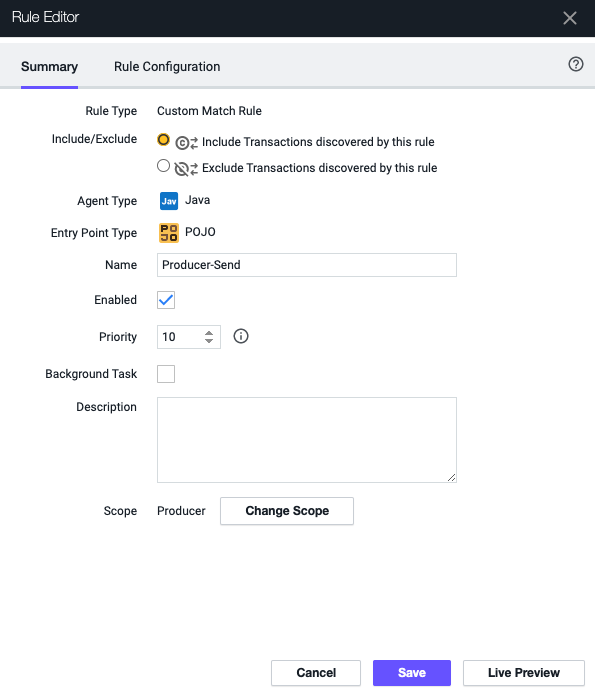 Rule Editor
Summary Rule Configuration
Rule Type Custom Match Rule
Include/Exclude Include Transactions discovered by this rule
Exclude Transactions discovered by this rule
Agent Type Jav Java
Entry Point Type POJO POJO
Name Producer-Send
Enabled
Priority 10
Background Task
Description
Scope Producer Change Scope
Cancel Save Live Preview